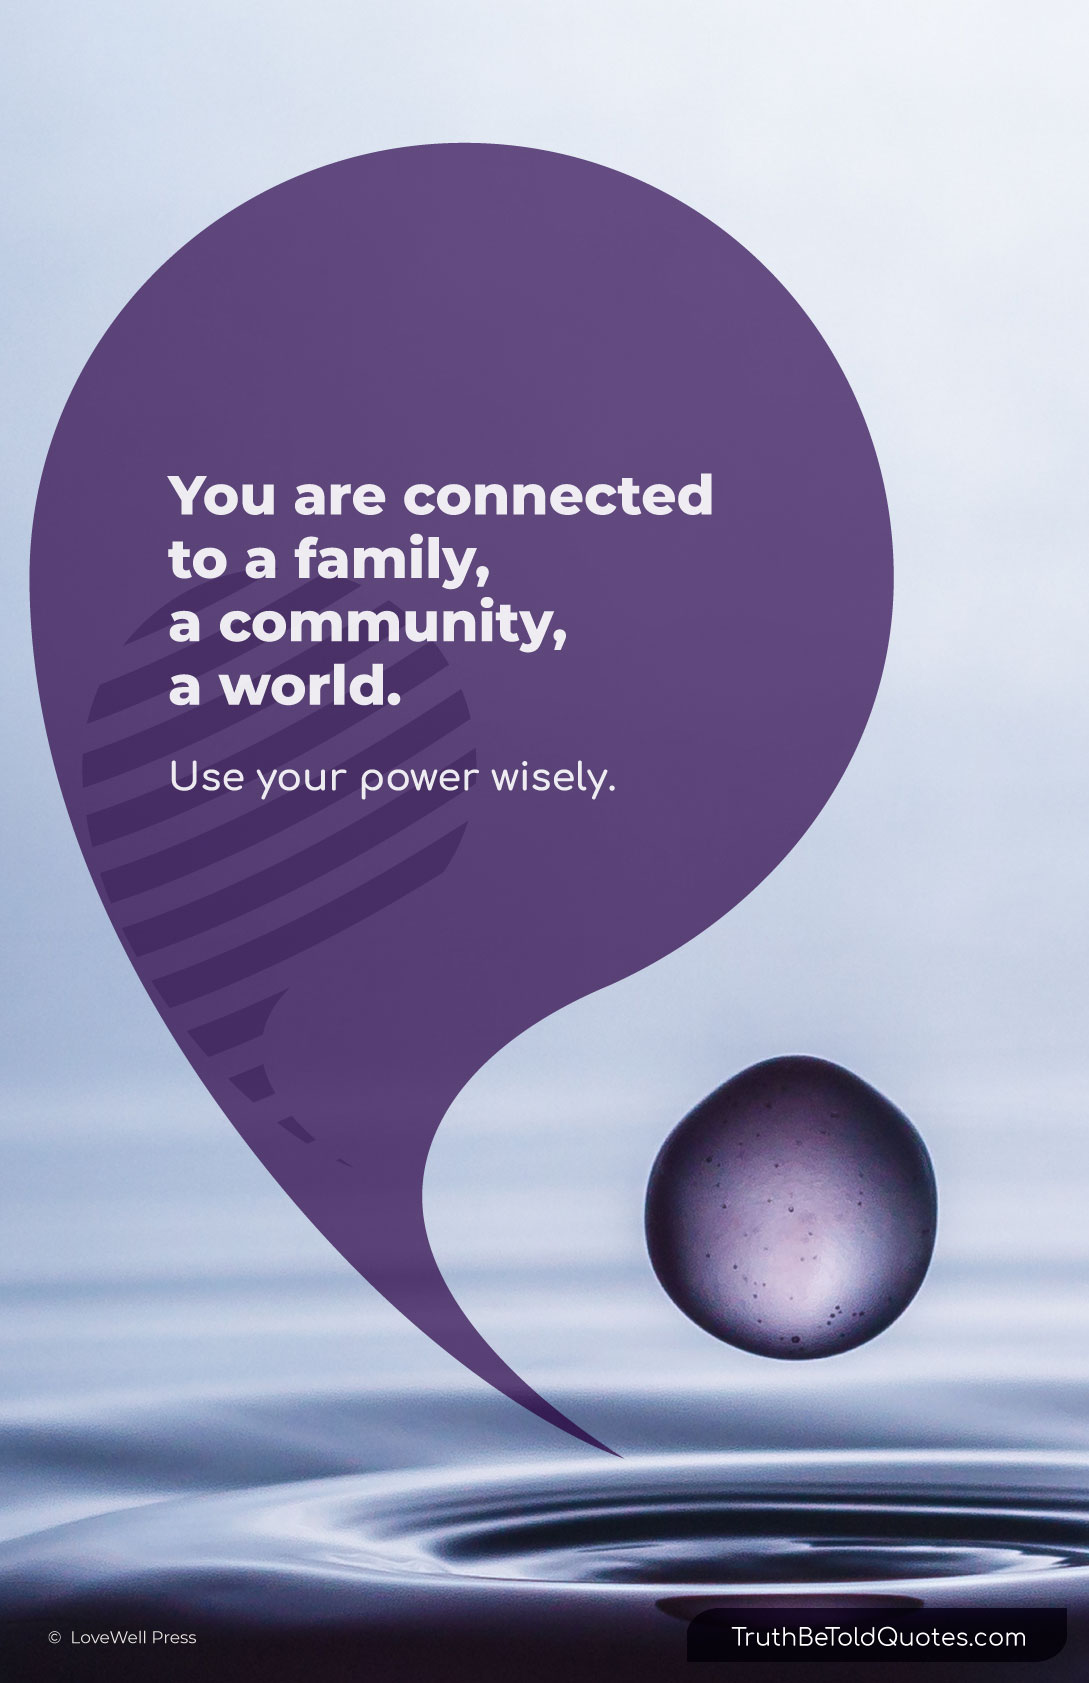 You are connected
to a family,
a community,
a world.
Use your power wisely.
© LoveWell Press
TruthBeToldQuotes.com